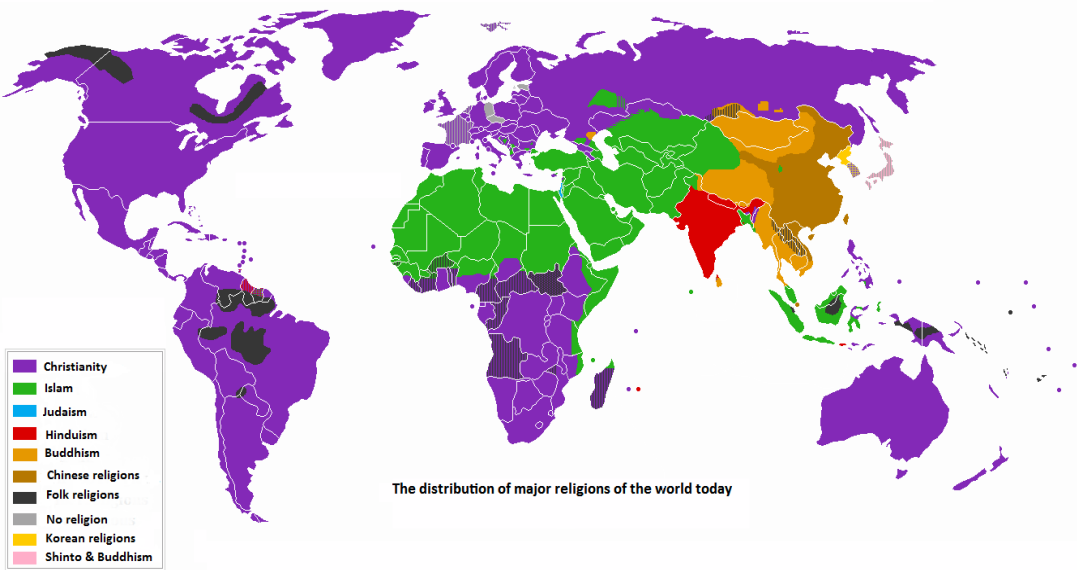 Christianity
Islam
Judaism
Hinduism
Buddhism
Chinese religions
Folk religions
No religion
Korean religions
Shinto & Buddhism
The distribution of major religions of the world today